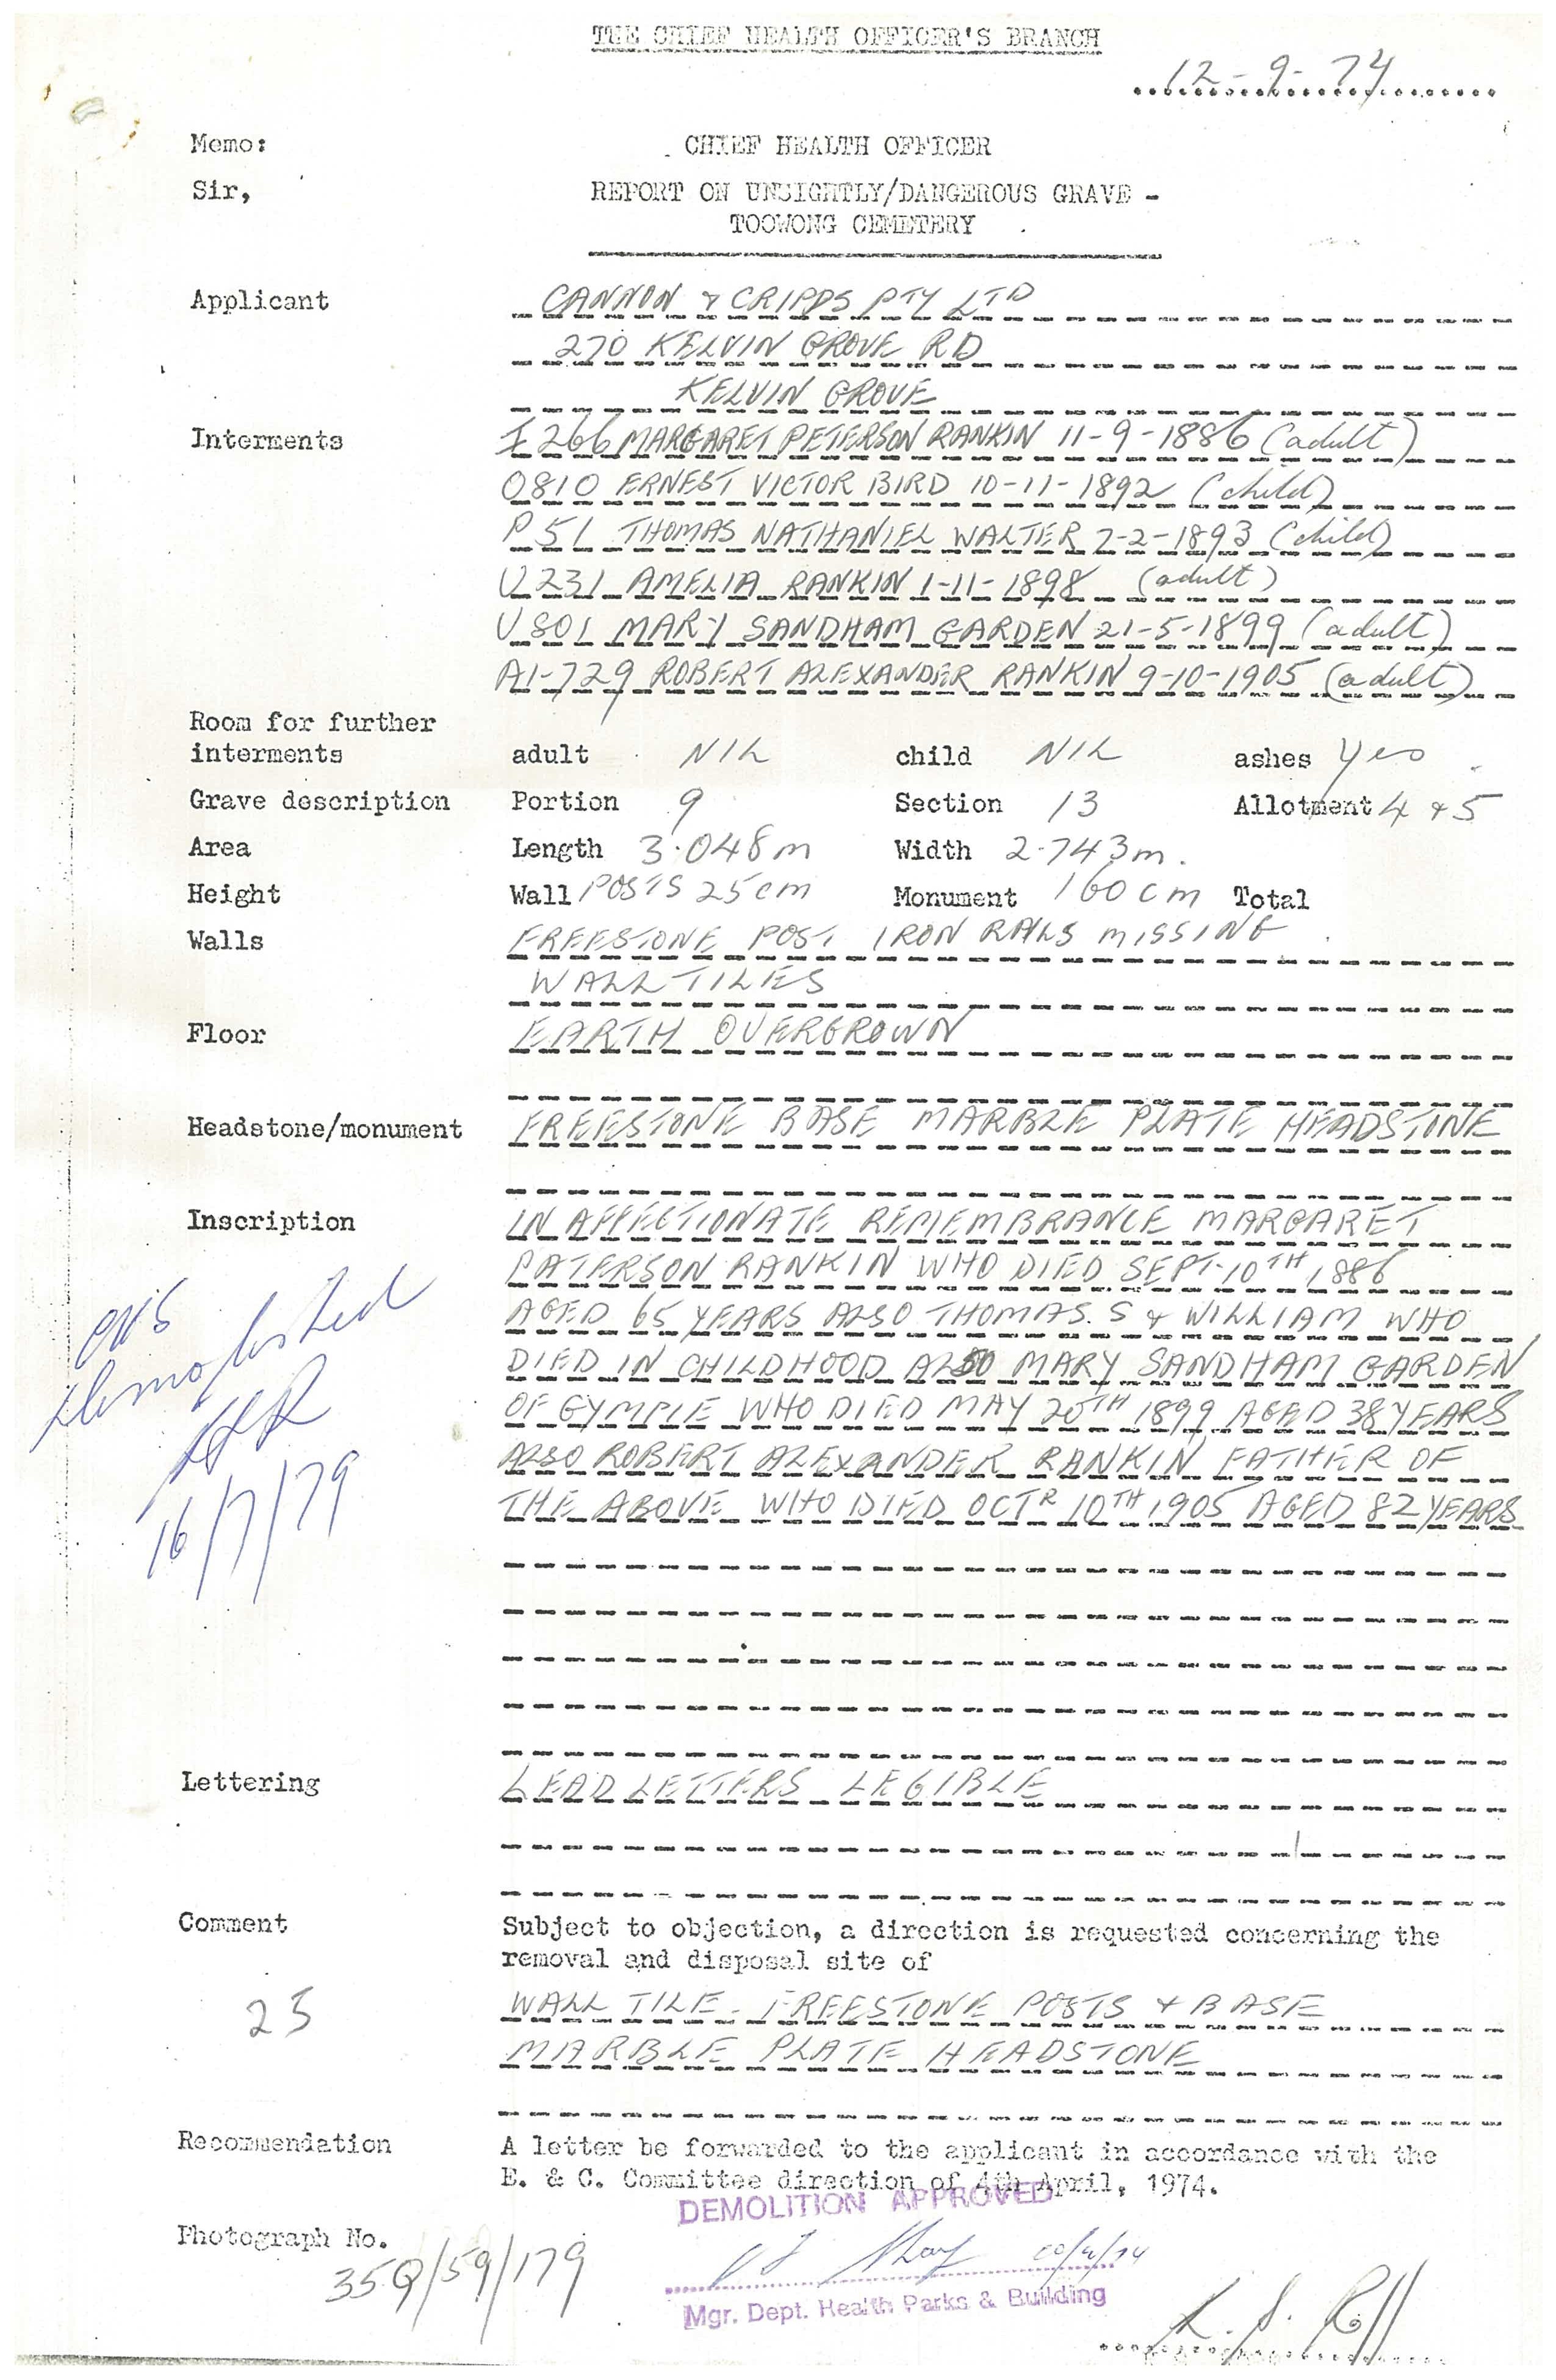 THE CHIEF HEALTH OFFICER'S BRANCH
12-9-74
Memo: CHIEF HEALTH OFFICER
Sir, REPORT ON UNSIGHTLY/DANGEROUS GRAVE -
TOOWONG CEMETERY
Applicant CANNON & CRIPPS PTY LTD
270 KELVIN GROVE RD
KELVIN GROVE
Interments 266 MARGARET PETERSON RANKIN 11-9-1886 (adult)
O810 ERNEST VICTOR BIRD 10-11-1892 (child)
P51 THOMAS NATHANIEL WALTER 7-2-1893 (child)
U231 AMELIA RANKIN 1-11-1898 (adult)
U801 MARY SANDHAM GARDEN 21-5-1899 (adult)
A1-729 ROBERT ALEXANDER RANKIN 9-10-1905 (adult)
Room for further
interments adult NIL child NIL ashes yes
Grave description Portion 9 Section 13 Allotment 4 & 5
Area Length 3.048m Width 2.743m.
Height Wall POSTS 25cm Monument 160cm Total
Walls FREESTONE POST IRON RAILS MISSING
WALL TILES
Floor EARTH OVERGROWN
Headstone/monument FREESTONE BASE MARBLE PLATE HEADSTONE
Inscription IN AFFECTIONATE REMEMBRANCE MARGARET
PATERSON RANKIN WHO DIED SEPT. 10TH 1886
AGED 65 YEARS ALSO THOMAS. S & WILLIAM WHO
DIED IN CHILDHOOD ALSO MARY SANDHAM GARDEN
OF GYMPIE WHO DIED MAY 20TH 1899 AGED 38 YEARS
ALSO ROBERT ALEXANDER RANKIN FATHER OF
THE ABOVE WHO DIED OCTR 10TH 1905 AGED 82 YEARS
demolished
16/7/79
Lettering LEAD LETTERS LEGIBLE
Comment Subject to objection, a direction is requested concerning the
removal and disposal site of
25 WALL TILE - FREESTONE POSTS & BASE
MARBLE PLATE HEADSTONE
Recommendation A letter be forwarded to the applicant in accordance with the
E. & C. Committee direction of 4th April, 1974.
DEMOLITION APPROVED
Photograph No.
35Q/59/179
Mgr. Dept. Health Parks & Building